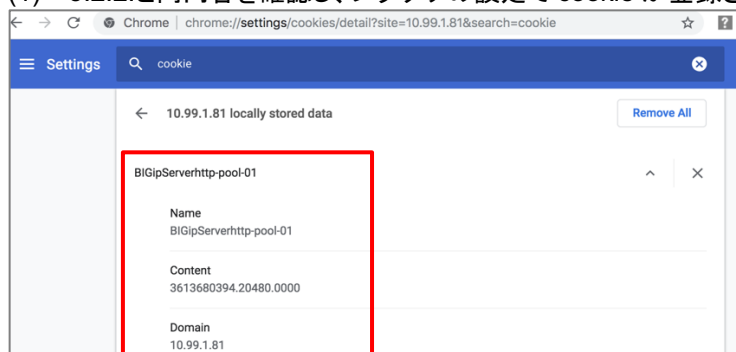 Chrome | chrome://settings/cookies/detail?site=10.99.1.81&search=cookie
Settings
cookie
10.99.1.81 locally stored data
Remove All
BIGipServerhttp-pool-01
Name
BIGipServerhttp-pool-01
Content
3613680394.20480.0000
Domain
10.99.1.81